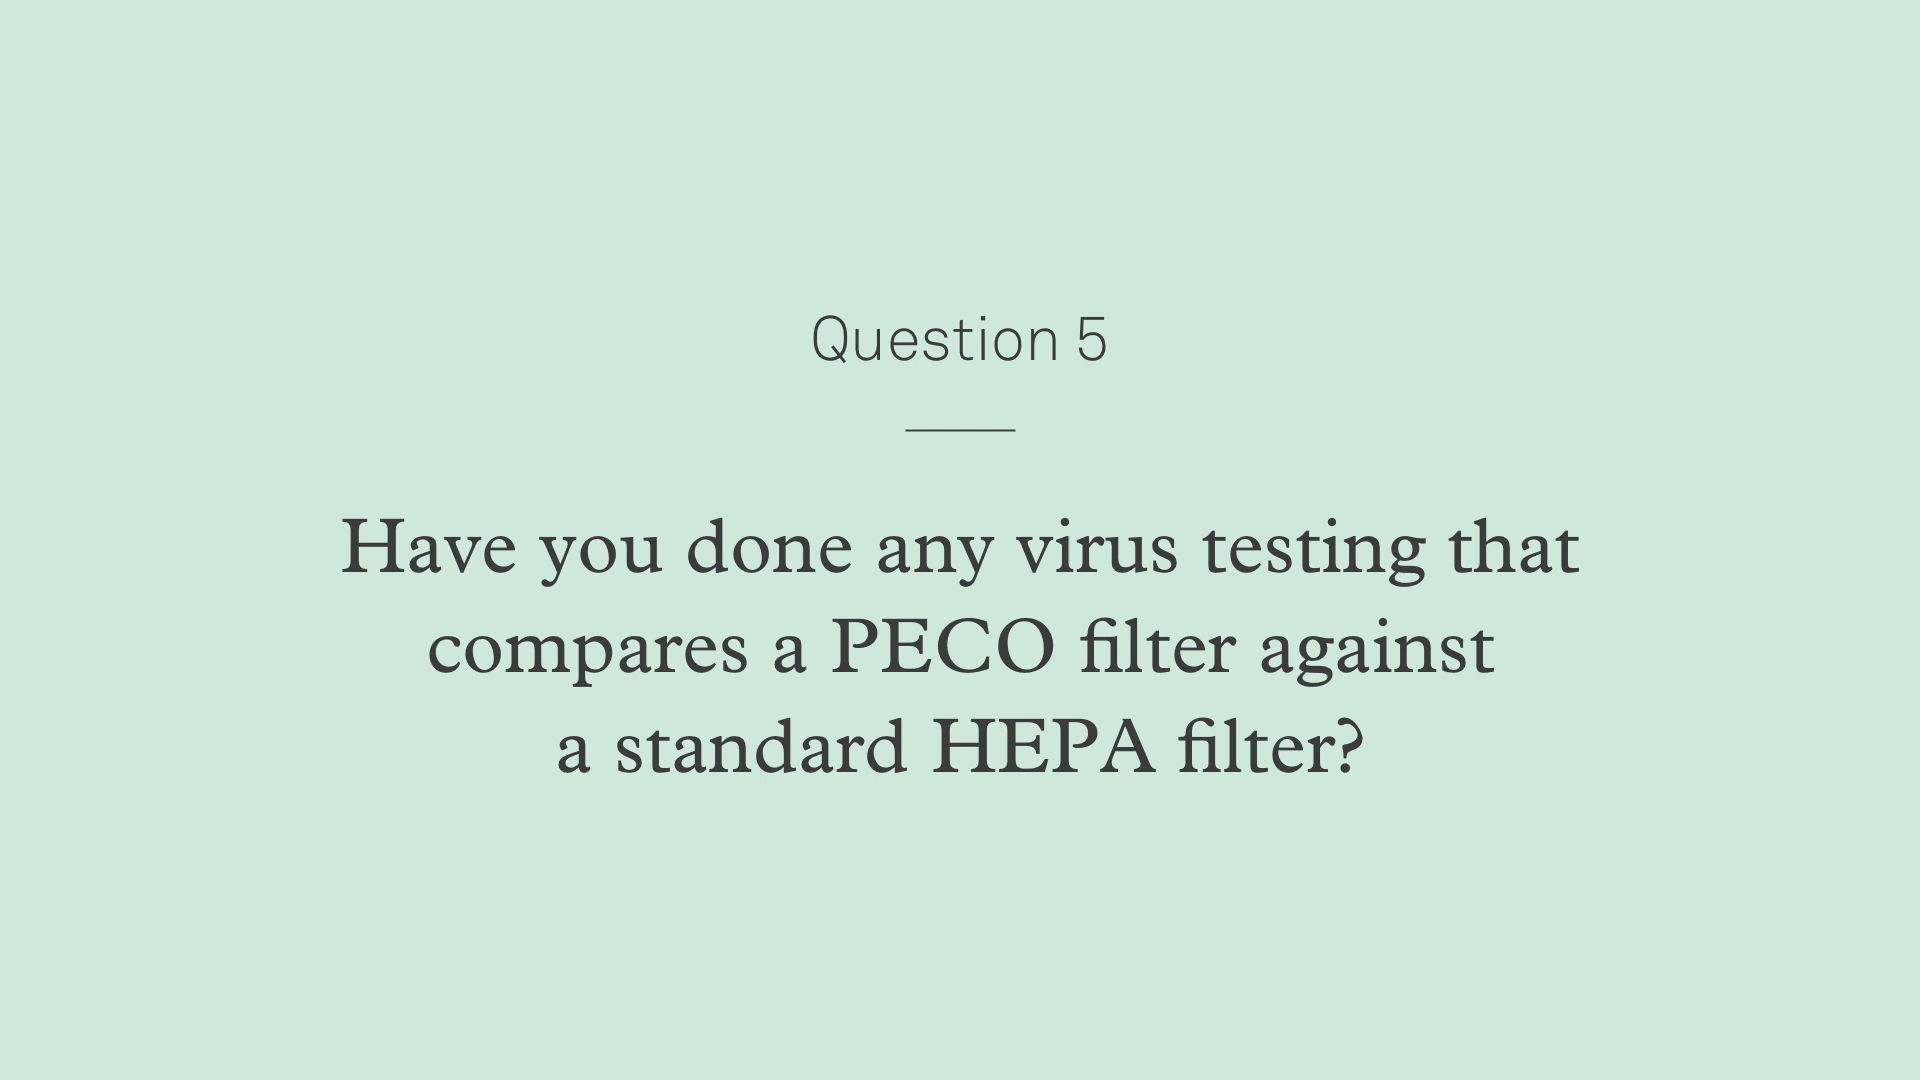 Question 5
Have you done any virus testing that
compares a PECO filter against
a standard HEPA filter?